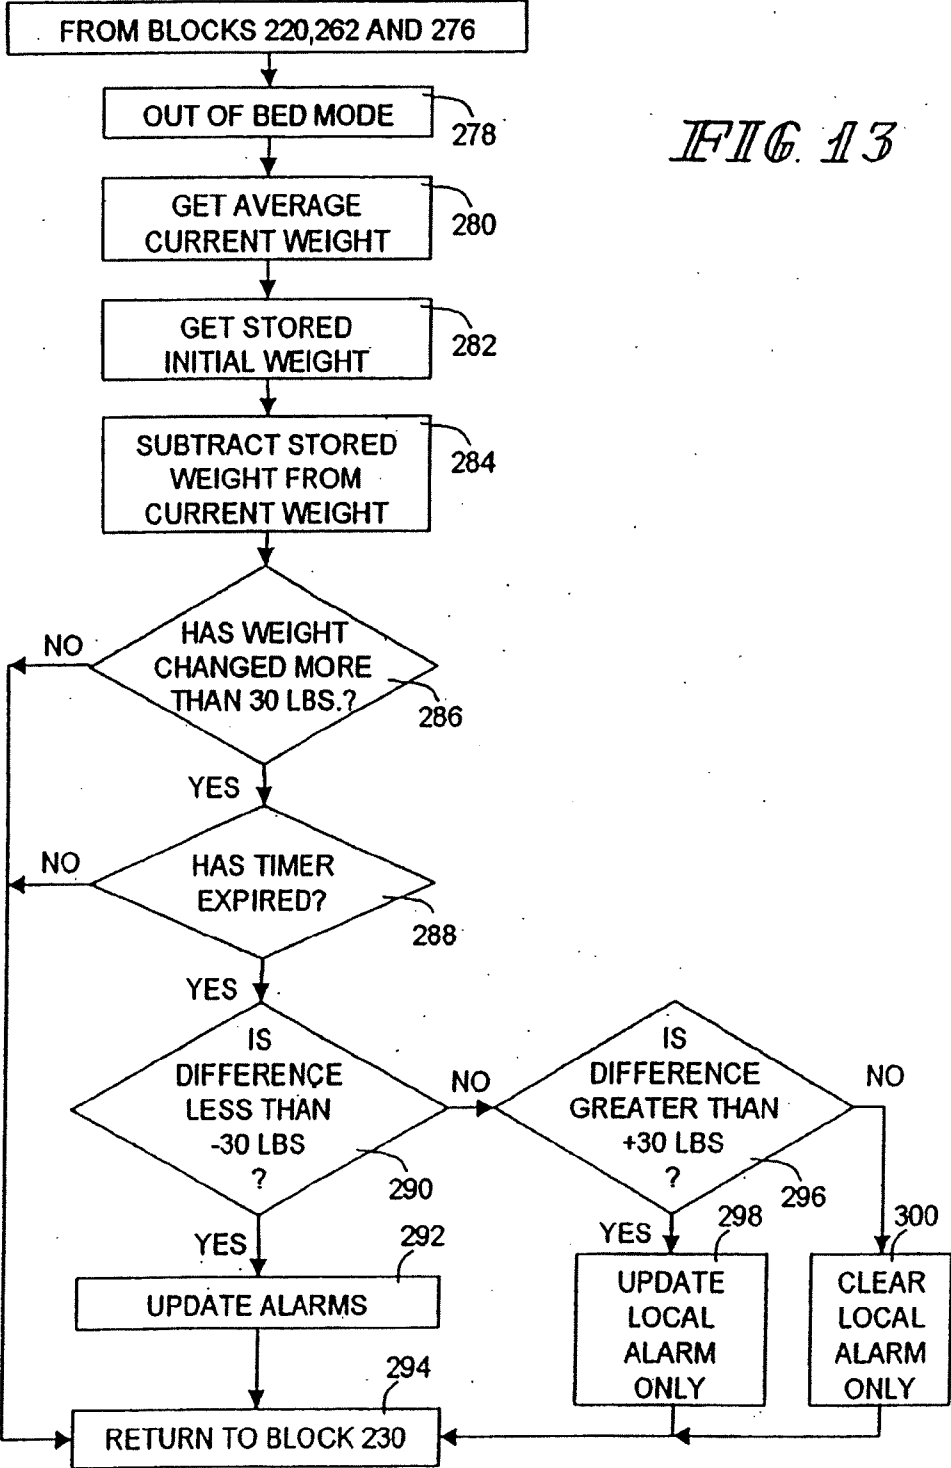 FROM BLOCKS 220,262 AND 276
OUT OF BED MODE
278
FIG. 13
GET AVERAGE
CURRENT WEIGHT
280
GET STORED
INITIAL WEIGHT
282
SUBTRACT STORED
WEIGHT FROM
CURRENT WEIGHT
284
HAS WEIGHT
CHANGED MORE
THAN 30 LBS.?
286
NO
YES
HAS TIMER
EXPIRED?
288
NO
YES
IS
DIFFERENCE
LESS THAN
-30 LBS
?
290
NO
IS
DIFFERENCE
GREATER THAN
+30 LBS
?
296
NO
YES
292
UPDATE ALARMS
YES
298
UPDATE
LOCAL
ALARM
ONLY
300
CLEAR
LOCAL
ALARM
ONLY
294
RETURN TO BLOCK 230